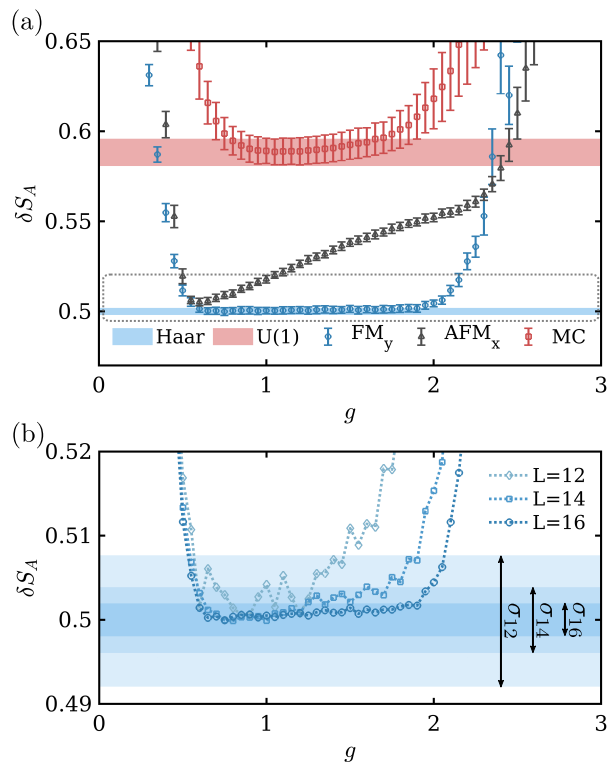 (a)
0.65
0.6
0.55
0.5
δS_A
Haar U(1) FM_y AFM_x MC
0 1 2 3
g
(b)
0.52
0.51
0.5
0.49
δS_A
L=12
L=14
L=16
σ_12 σ_14 σ_16
0 1 2 3
g